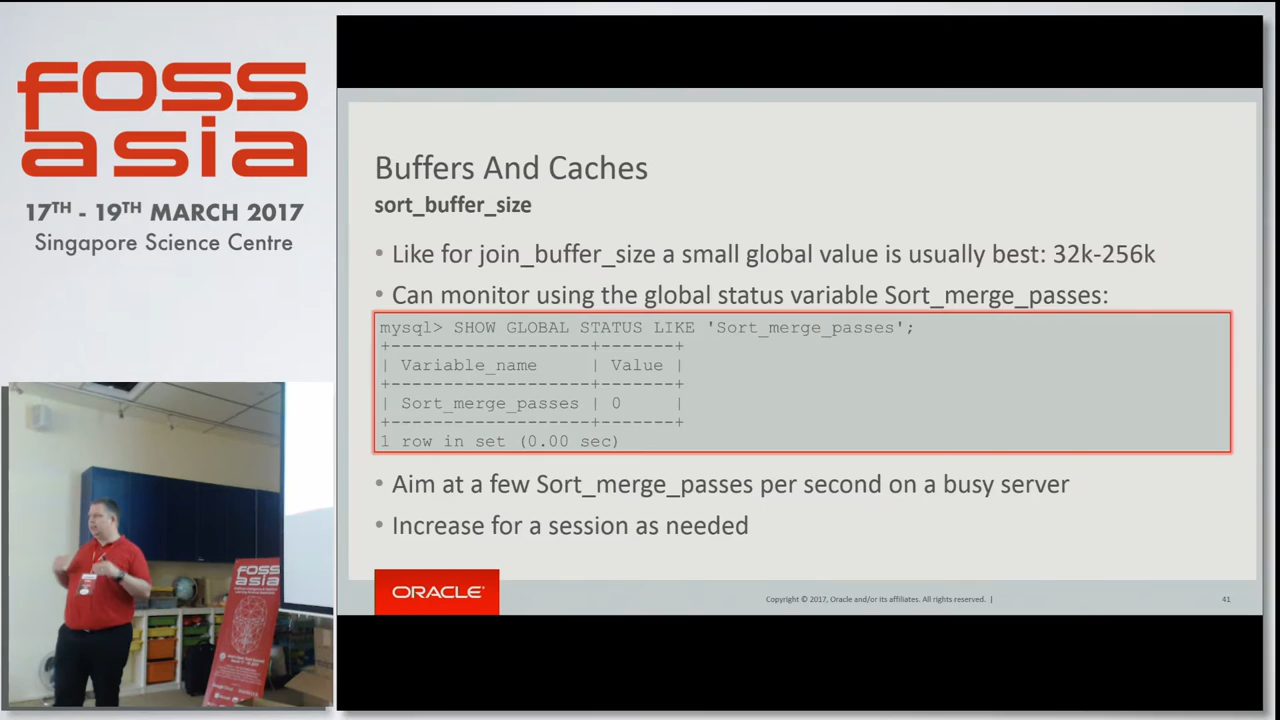 FOSS
asia
17TH - 19TH MARCH 2017
Singapore Science Centre
Buffers And Caches
sort_buffer_size
• Like for join_buffer_size a small global value is usually best: 32k-256k
• Can monitor using the global status variable Sort_merge_passes:
mysql> SHOW GLOBAL STATUS LIKE 'Sort_merge_passes';
+-------------------+-------+
| Variable_name | Value |
+-------------------+-------+
| Sort_merge_passes | 0 |
+-------------------+-------+
1 row in set (0.00 sec)
• Aim at a few Sort_merge_passes per second on a busy server
• Increase for a session as needed
ORACLE
Copyright © 2017, Oracle and/or its affiliates. All rights reserved. |
41
FOSS
asia